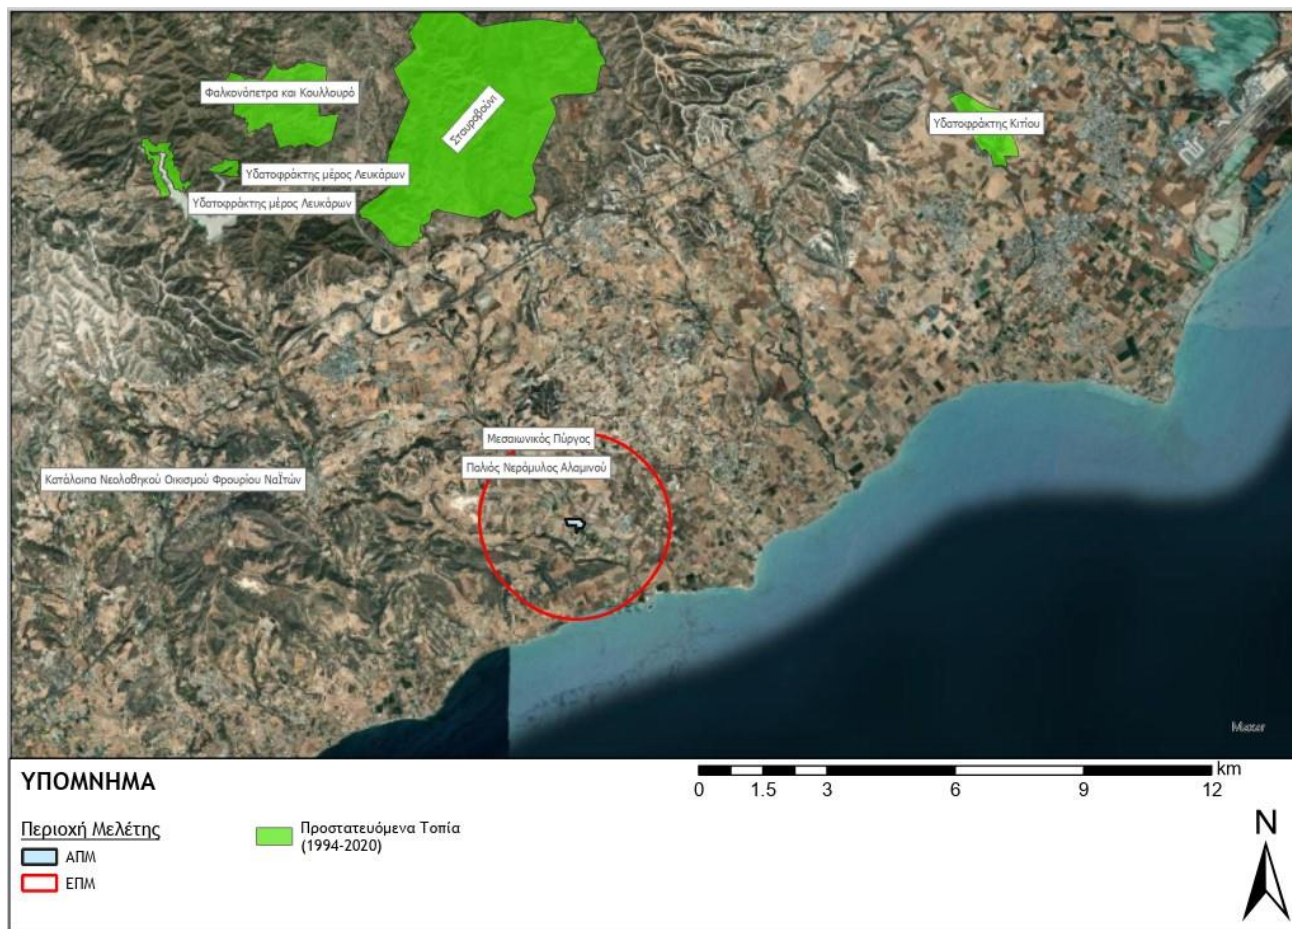 Φαλκονόπετρα και Κουλλουρό
Σταυροβούνι
Υδατοφράκτης Κιτίου
Υδατοφράκτης μέρος Λευκάρων
Υδατοφράκτης μέρος Λευκάρων
Μεσαιωνικός Πύργος
Παλιός Νερόμυλος Αλαμινού
Κατάλοιπα Νεολοθηκού Οικισμού Φρουρίου ΝαΪτών
Maxar
ΥΠΟΜΝΗΜΑ
Περιοχή Μελέτης
ΑΠΜ
ΕΠΜ
Προστατευόμενα Τοπία
(1994-2020)
km
0 1.5 3 6 9 12
N